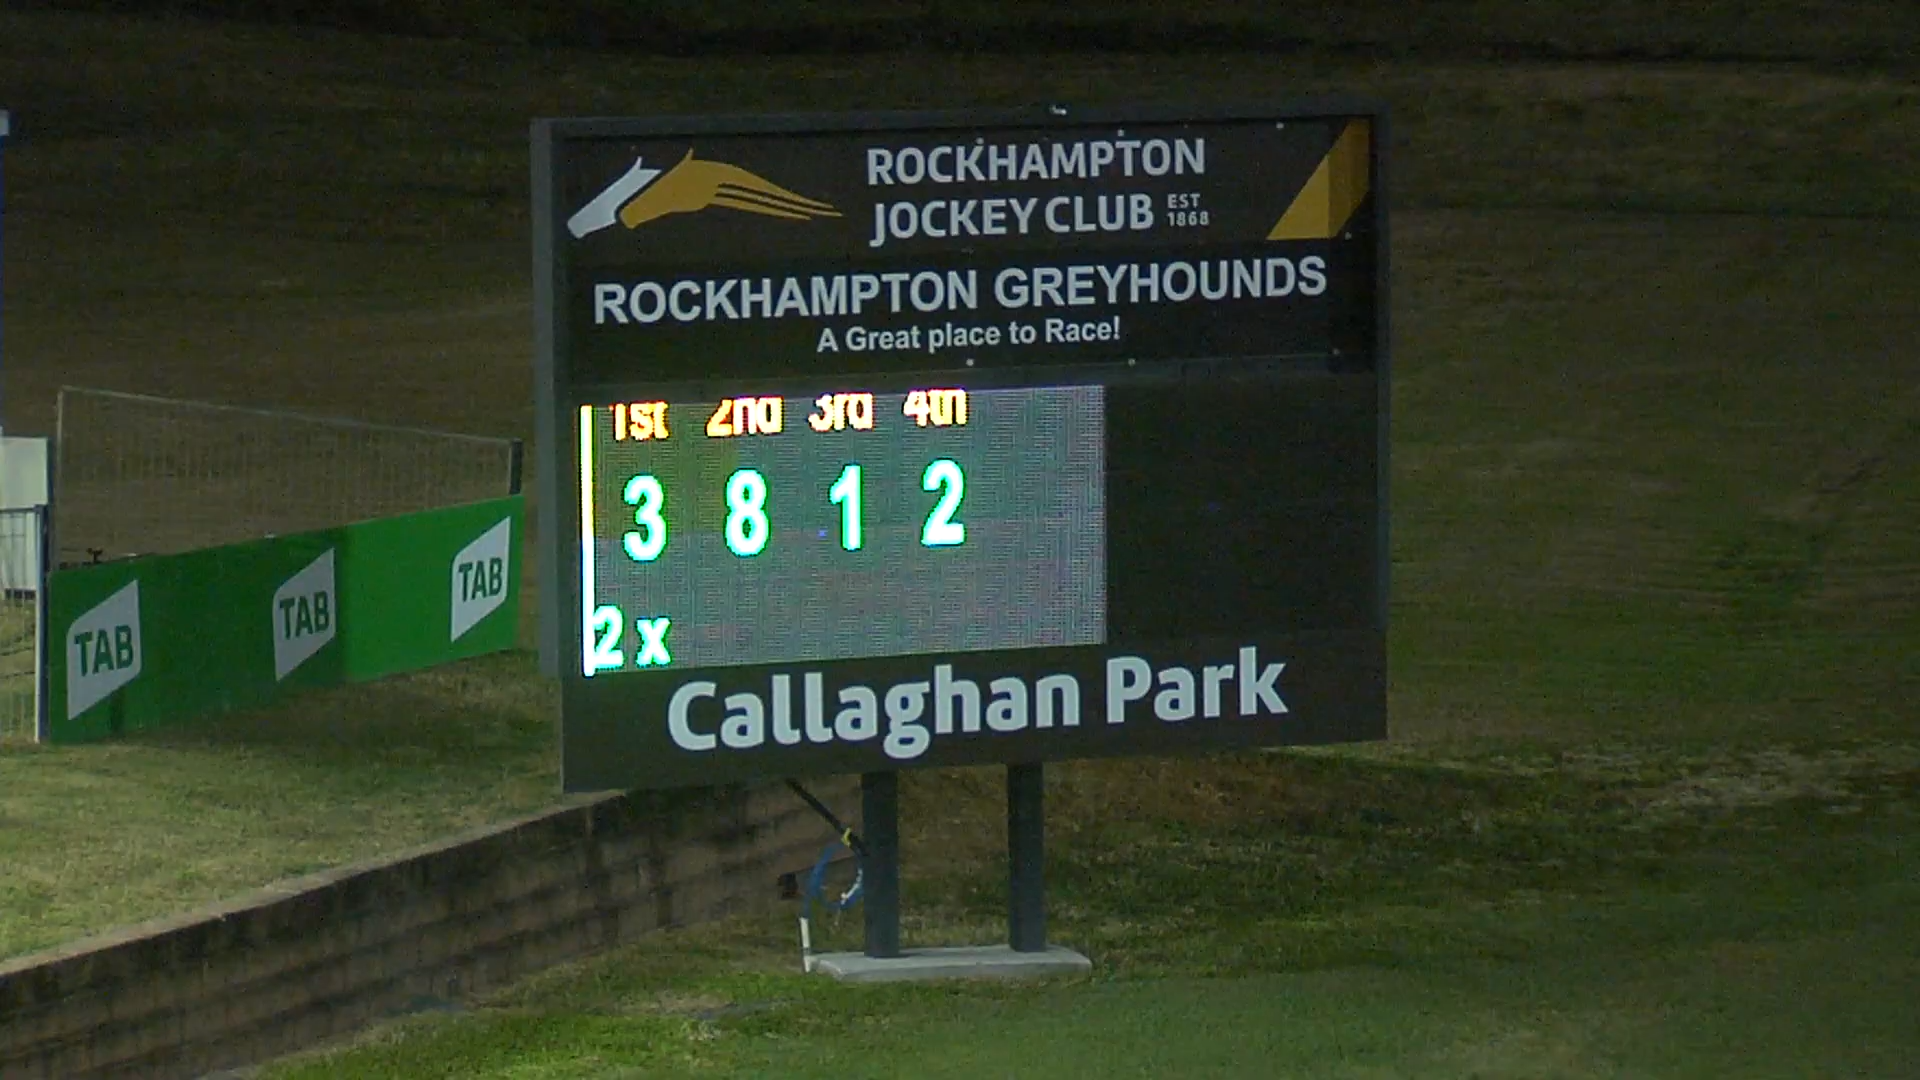 ROCKHAMPTON
JOCKEY CLUB EST 1868
ROCKHAMPTON GREYHOUNDS
A Great place to Race!
1st 2nd 3rd 4th
3 8 1 2
2 x
Callaghan Park
TAB TAB TAB